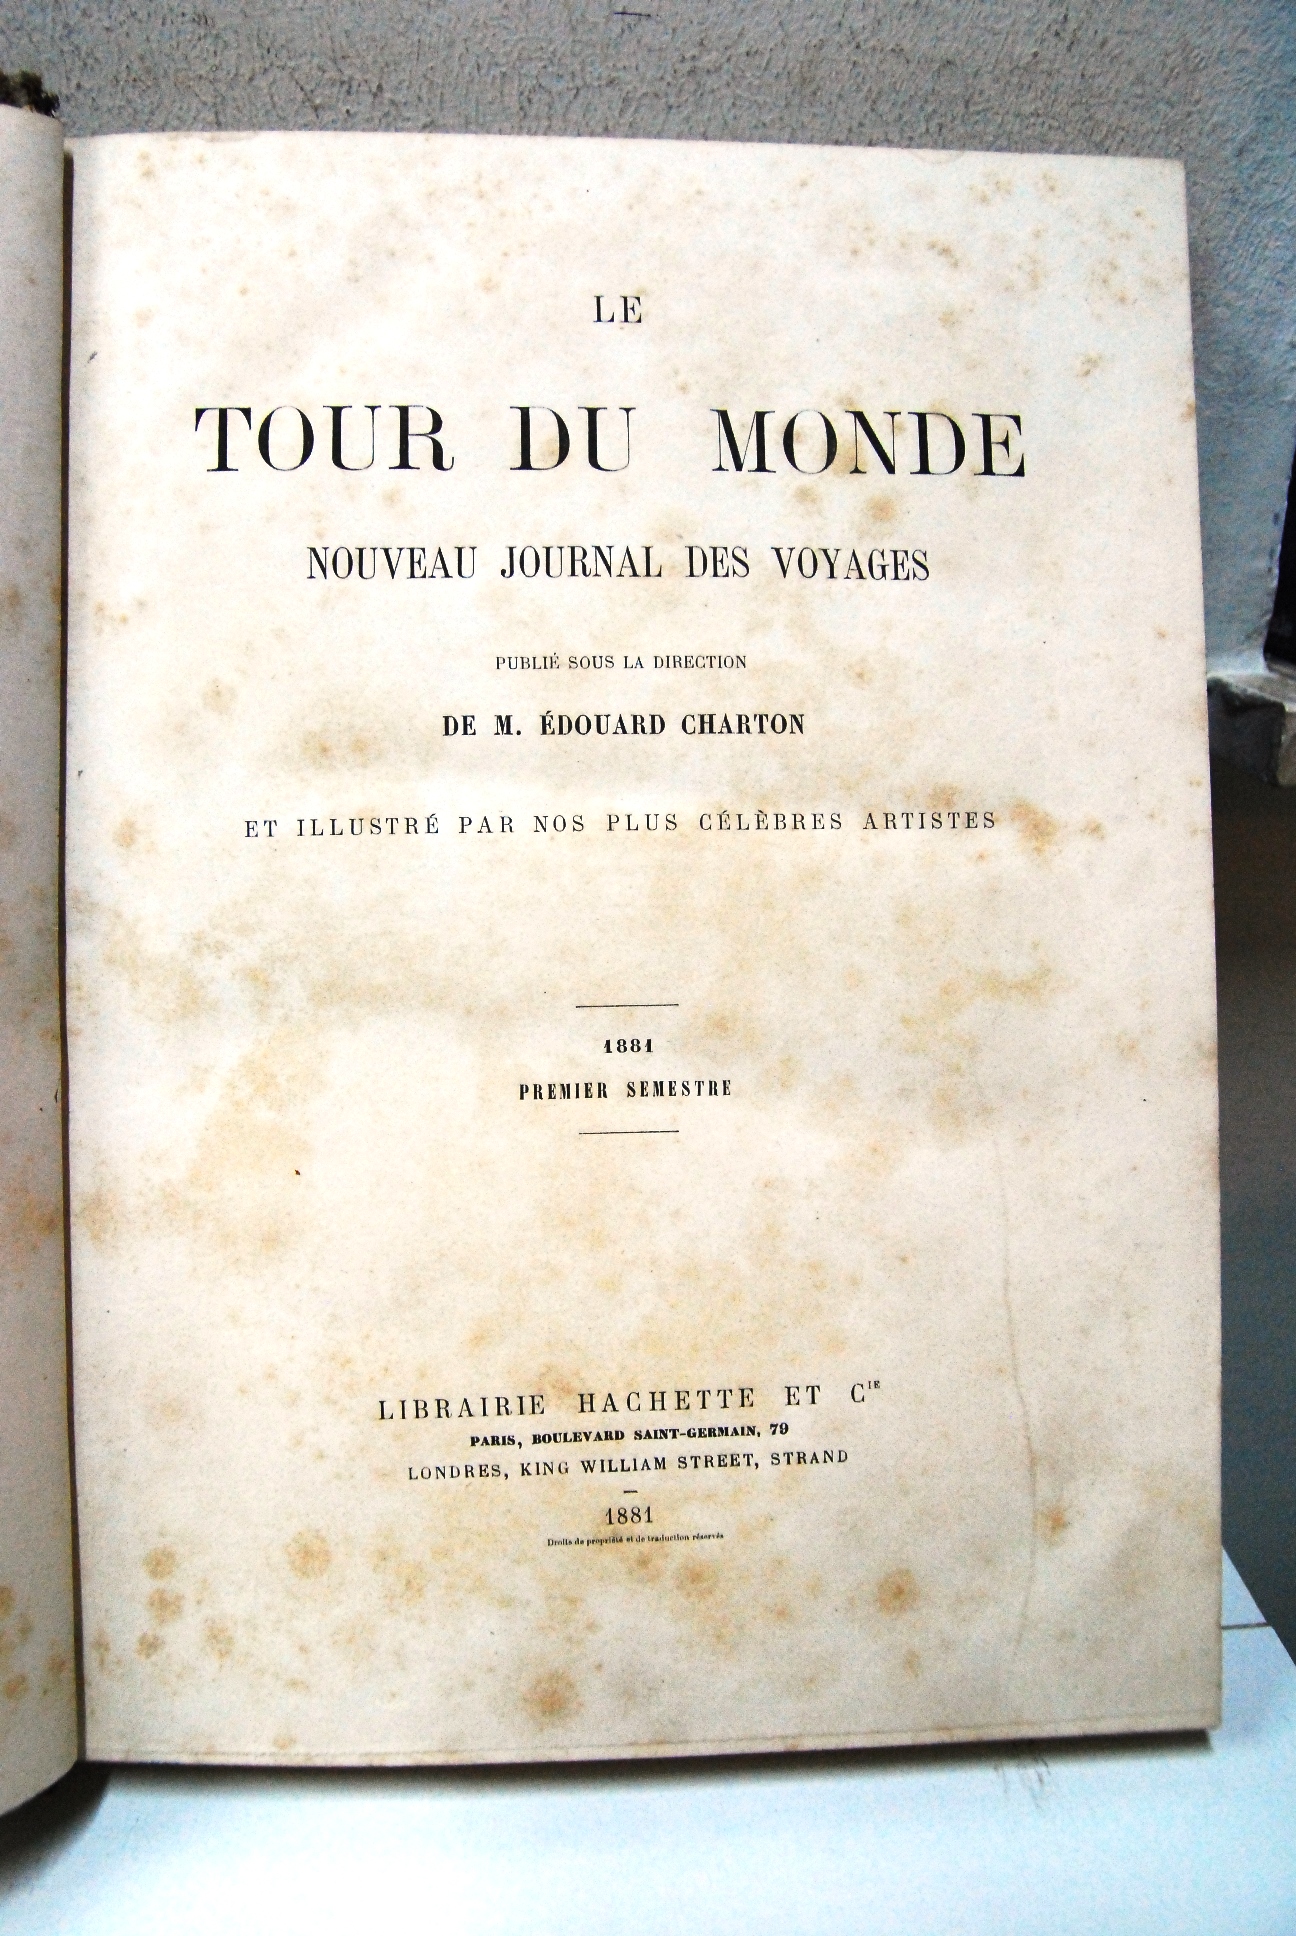 LE
TOUR DU MONDE
NOUVEAU JOURNAL DES VOYAGES
PUBLIÉ SOUS LA DIRECTION
DE M. ÉDOUARD CHARTON
ET ILLUSTRÉ PAR NOS PLUS CÉLÈBRES ARTISTES
1881
PREMIER SEMESTRE
LIBRAIRIE HACHETTE ET CIE
PARIS, BOULEVARD SAINT-GERMAIN, 79
LONDRES, KING WILLIAM STREET, STRAND
1881
Droits de propriété et de traduction réservés